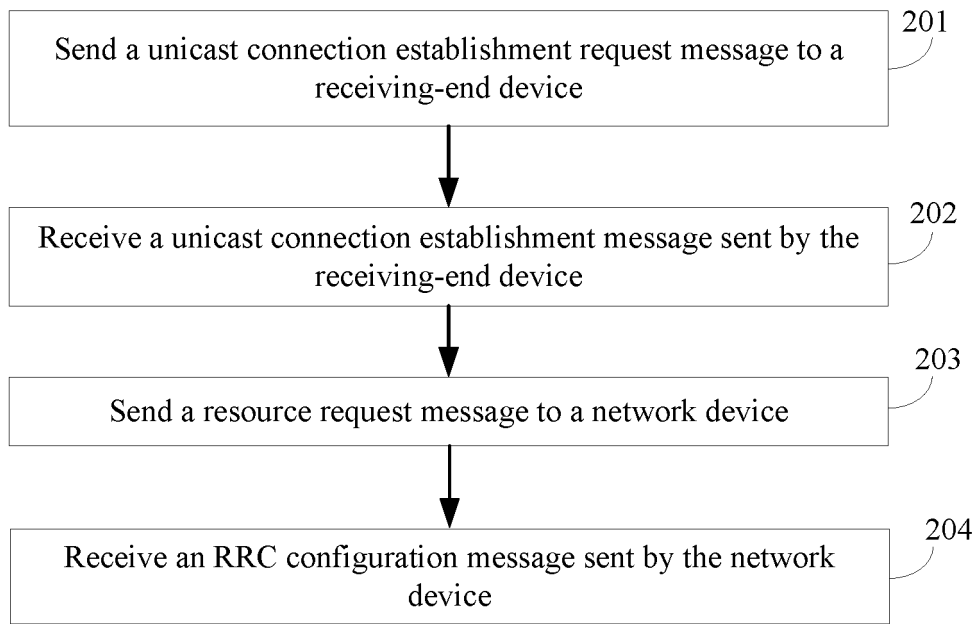 201
Send a unicast connection establishment request message to a
receiving-end device
202
Receive a unicast connection establishment message sent by the
receiving-end device
203
Send a resource request message to a network device
204
Receive an RRC configuration message sent by the network
device